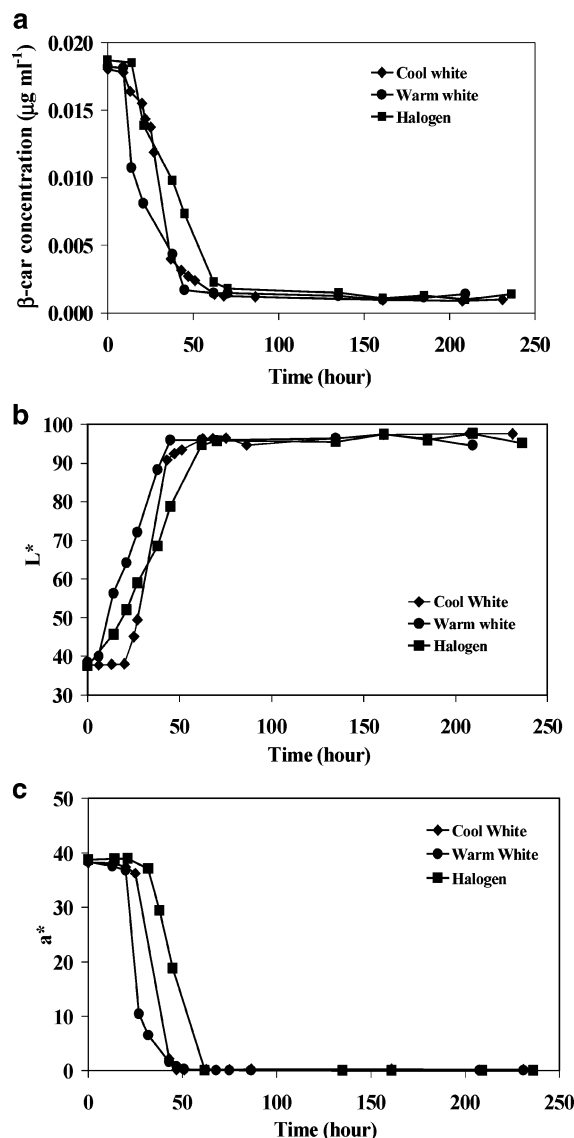 a
β-car concentration (μg ml-1)
0.020
0.015
0.010
0.005
0.000
Cool white
Warm white
Halogen
0 50 100 150 200 250
Time (hour)
b
L*
100
90
80
70
60
50
40
30
Cool White
Warm white
Halogen
0 50 100 150 200 250
Time (hour)
c
a*
50
40
30
20
10
0
Cool White
Warm White
Halogen
0 50 100 150 200 250
Time (hour)